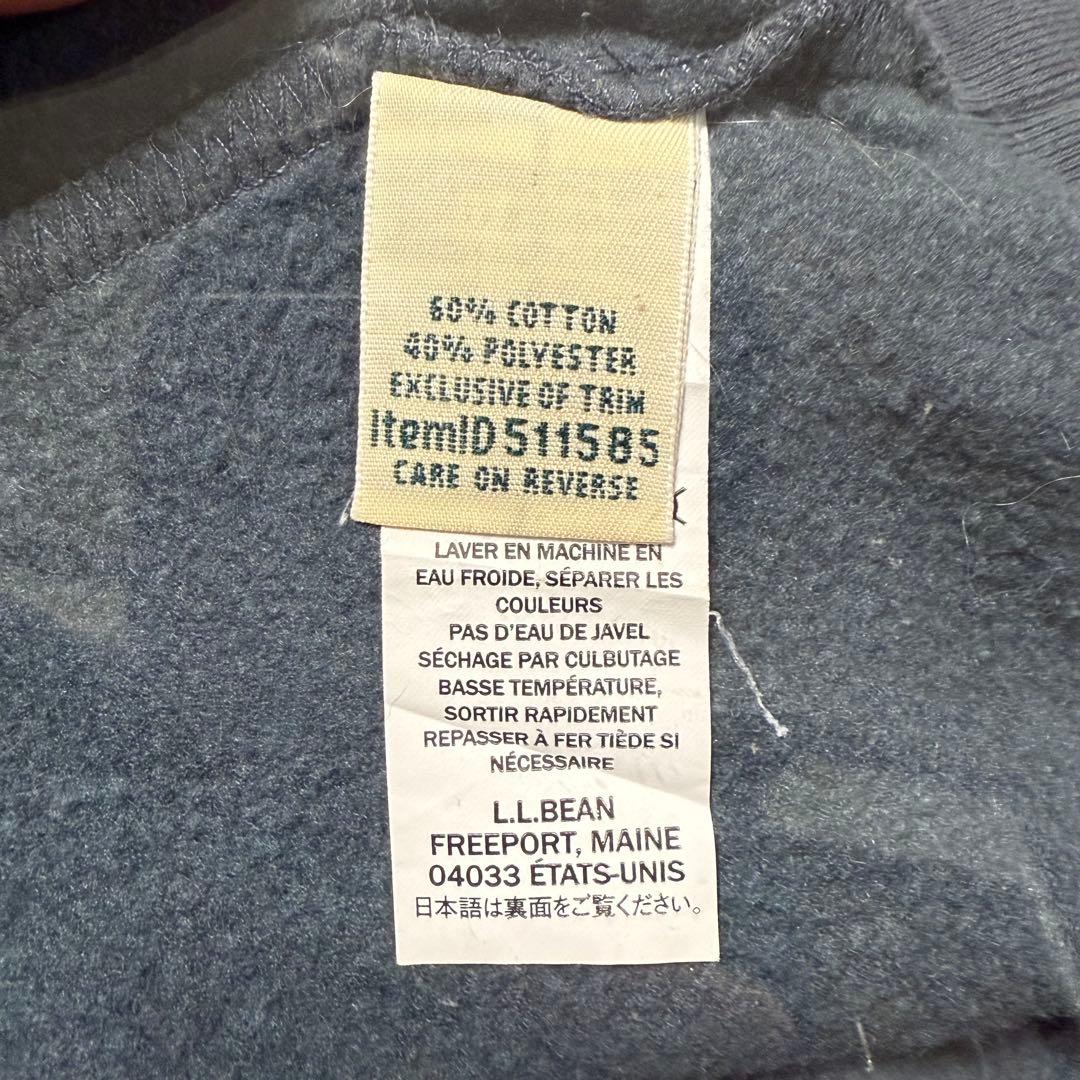 60% COTTON
40% POLYESTER
EXCLUSIVE OF TRIM
ItemID 511585
CARE ON REVERSE
LAVER EN MACHINE EN
EAU FROIDE, SÉPARER LES
COULEURS
PAS D'EAU DE JAVEL
SÉCHAGE PAR CULBUTAGE
BASSE TEMPÉRATURE,
SORTIR RAPIDEMENT
REPASSER À FER TIÈDE SI
NÉCESSAIRE
L.L.BEAN
FREEPORT, MAINE
04033 ÉTATS-UNIS
日本語は裏面をご覧ください。